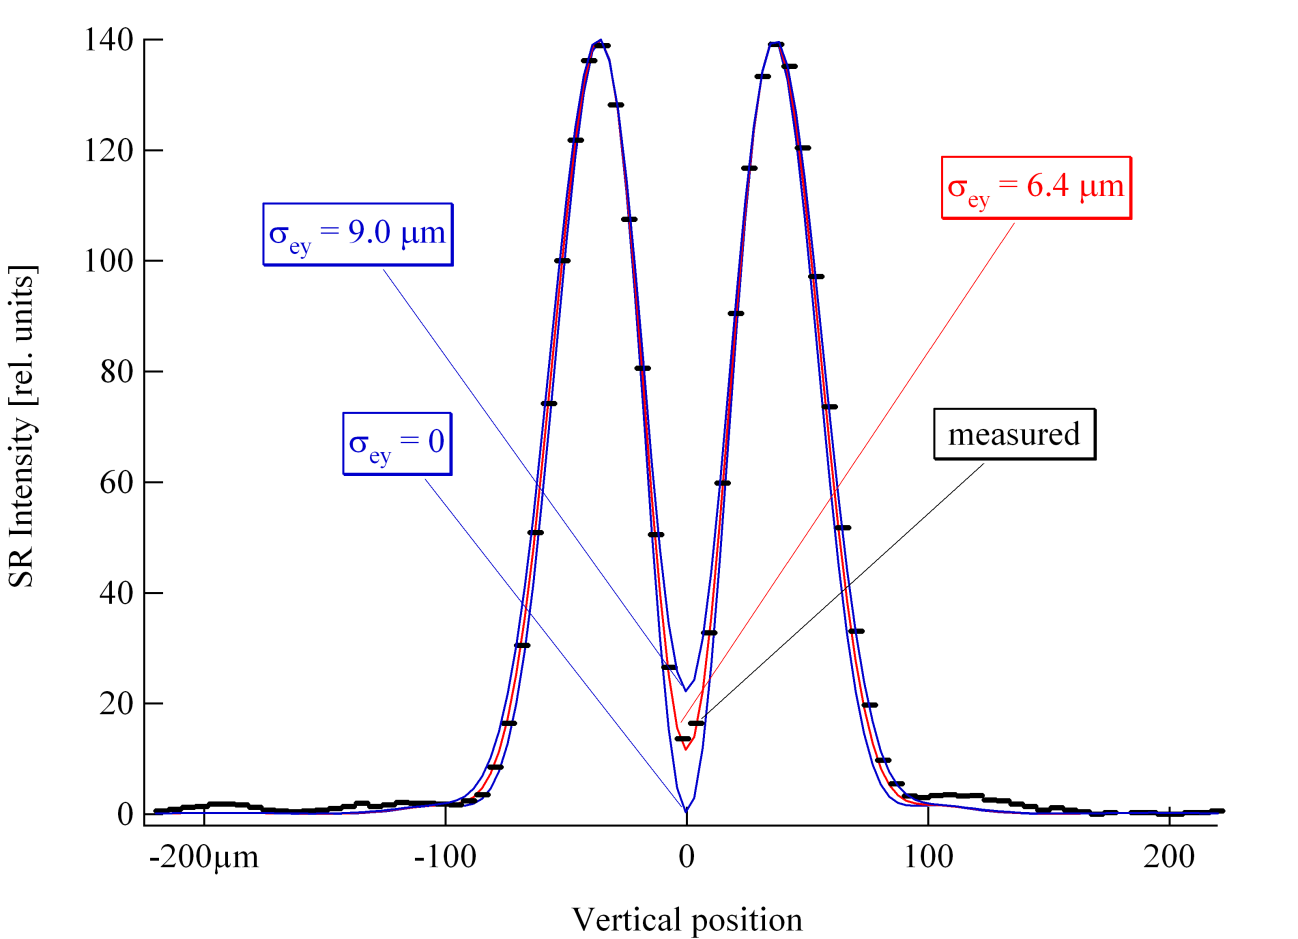 140
120
100
80
60
40
20
0
SR Intensity [rel. units]
σey = 9.0 μm
σey = 0
σey = 6.4 μm
measured
-200μm
-100
0
100
200
Vertical position